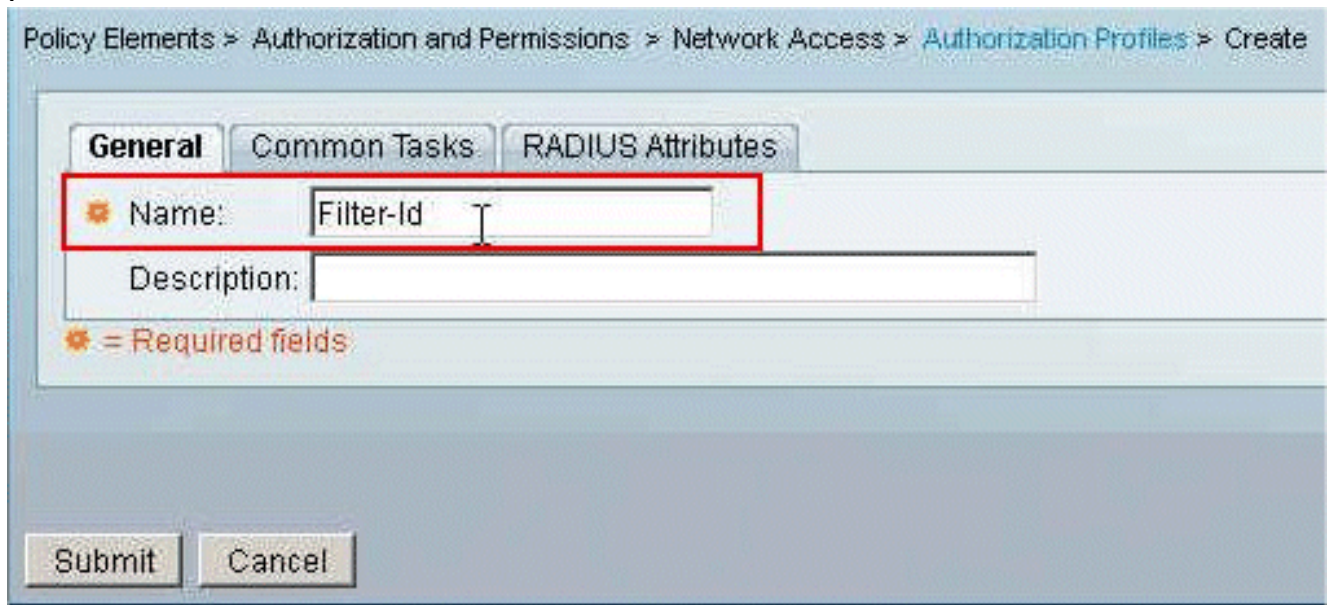 Policy Elements > Authorization and Permissions > Network Access > Authorization Profiles > Create
General Common Tasks RADIUS Attributes
Name: Filter-Id
Description:
= Required fields
Submit Cancel